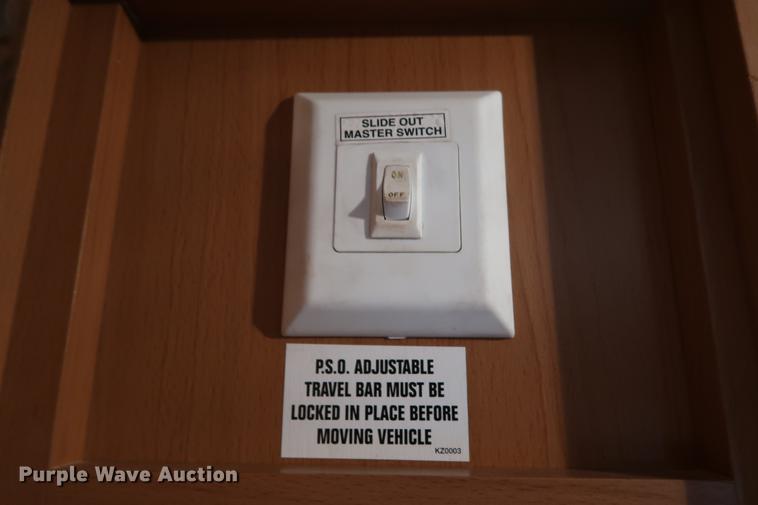 SLIDE OUT
MASTER SWITCH
ON
OFF
P.S.O. ADJUSTABLE
TRAVEL BAR MUST BE
LOCKED IN PLACE BEFORE
MOVING VEHICLE
KZ0003
Purple Wave Auction